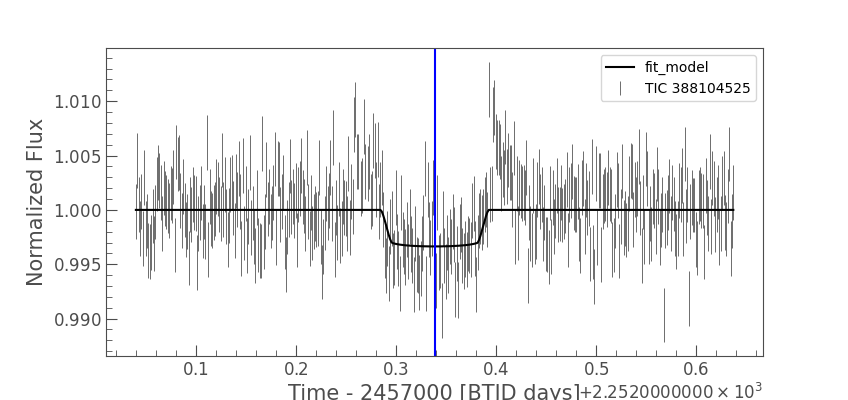 fit_model
TIC 388104525
1.010
1.005
1.000
0.995
0.990
Normalized Flux
0.1 0.2 0.3 0.4 0.5 0.6
Time - 2457000 [BTJD days]
+2.2520000000 × 10³